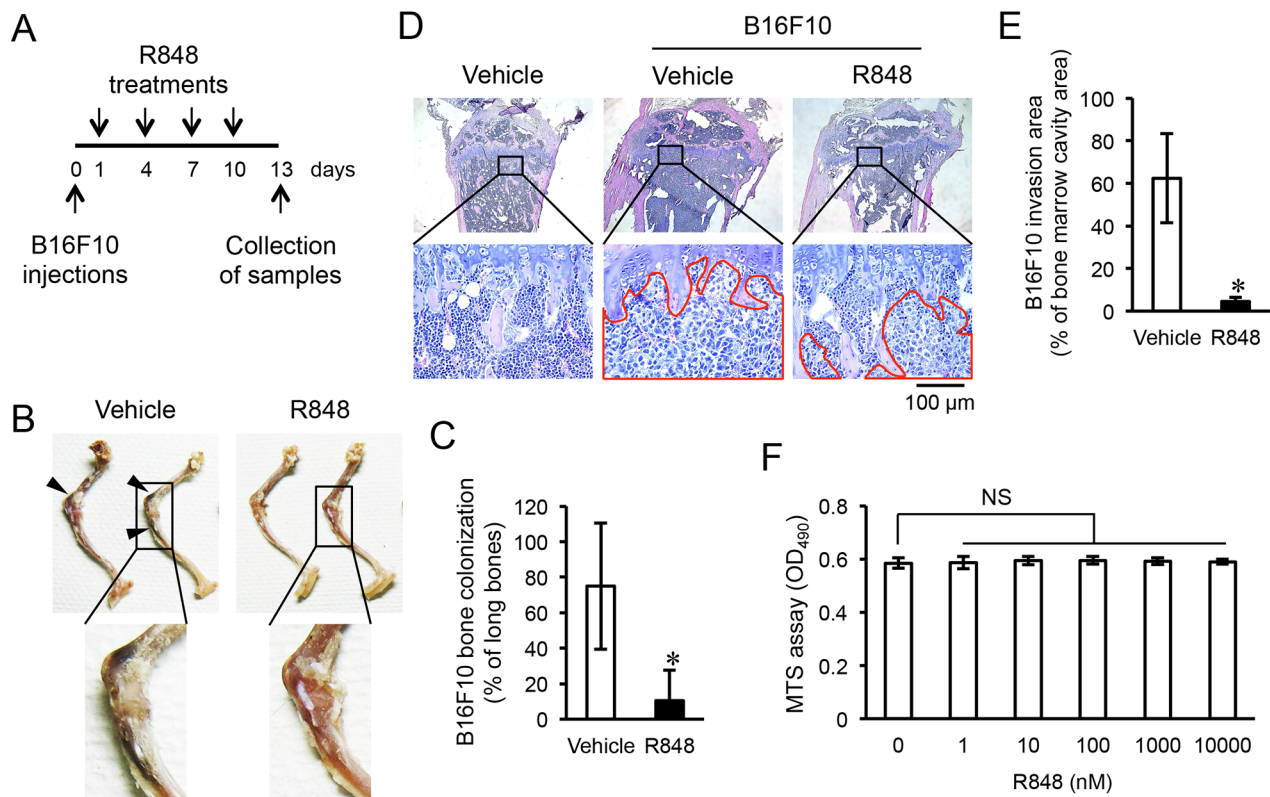 A
R848
treatments
0 1 4 7 10 13 days
B16F10
injections
Collection
of samples
B
Vehicle R848
C
B16F10 bone colonization
(% of long bones)
120
100
80
60
40
20
0
*
Vehicle R848
D
B16F10
Vehicle Vehicle R848
100 μm
E
B16F10 invasion area
(% of bone marrow cavity area)
100
80
60
40
20
0
*
Vehicle R848
F
MTS assay (OD490)
0.8
0.6
0.4
0.2
0
NS
0 1 10 100 1000 10000
R848 (nM)